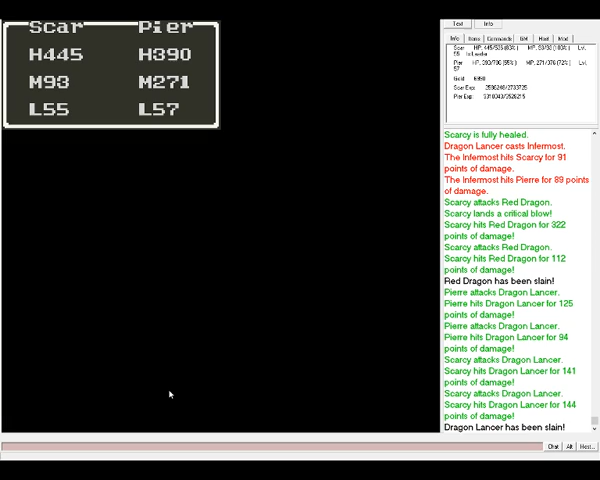 Scar Pier
H445 H390
M93 M271
L55 L57
Text Info
Info Items Commands GM Host Mod
Gold: 6990
Scarcy is fully healed.
Dragon Lancer casts Infermost.
The Infermost hits Scarcy for 91
points of damage.
The Infermost hits Pierre for 89 points
of damage.
Scarcy attacks Red Dragon.
Scarcy lands a critical blow!
Scarcy hits Red Dragon for 322
points of damage!
Scarcy attacks Red Dragon.
Scarcy hits Red Dragon for 112
points of damage!
Red Dragon has been slain!
Pierre attacks Dragon Lancer.
Pierre hits Dragon Lancer for 125
points of damage!
Pierre attacks Dragon Lancer.
Pierre hits Dragon Lancer for 94
points of damage!
Scarcy attacks Dragon Lancer.
Scarcy hits Dragon Lancer for 141
points of damage!
Scarcy attacks Dragon Lancer.
Scarcy hits Dragon Lancer for 144
points of damage!
Dragon Lancer has been slain!
Chat All